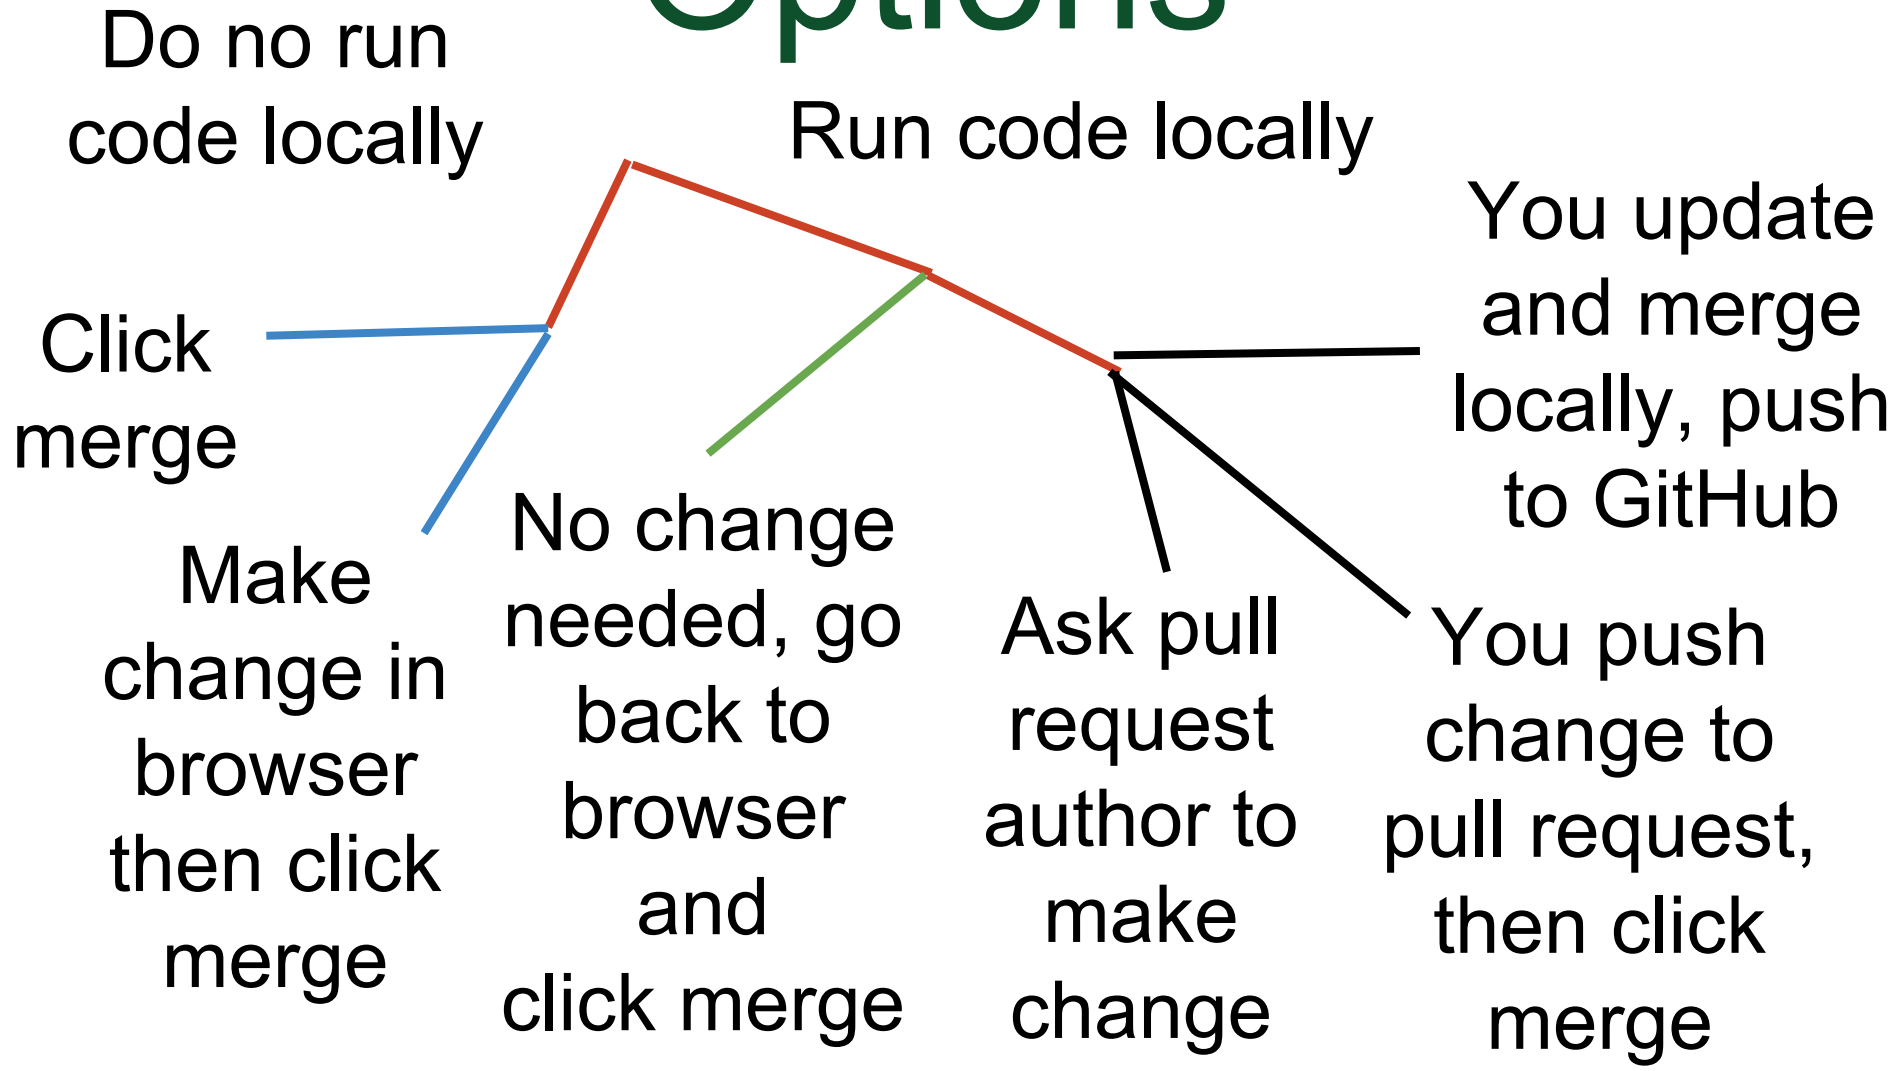 Options
Do no run
code locally
Run code locally
Click
merge
Make
change in
browser
then click
merge
No change
needed, go
back to
browser
and
click merge
Ask pull
request
author to
make
change
You push
change to
pull request,
then click
merge
You update
and merge
locally, push
to GitHub